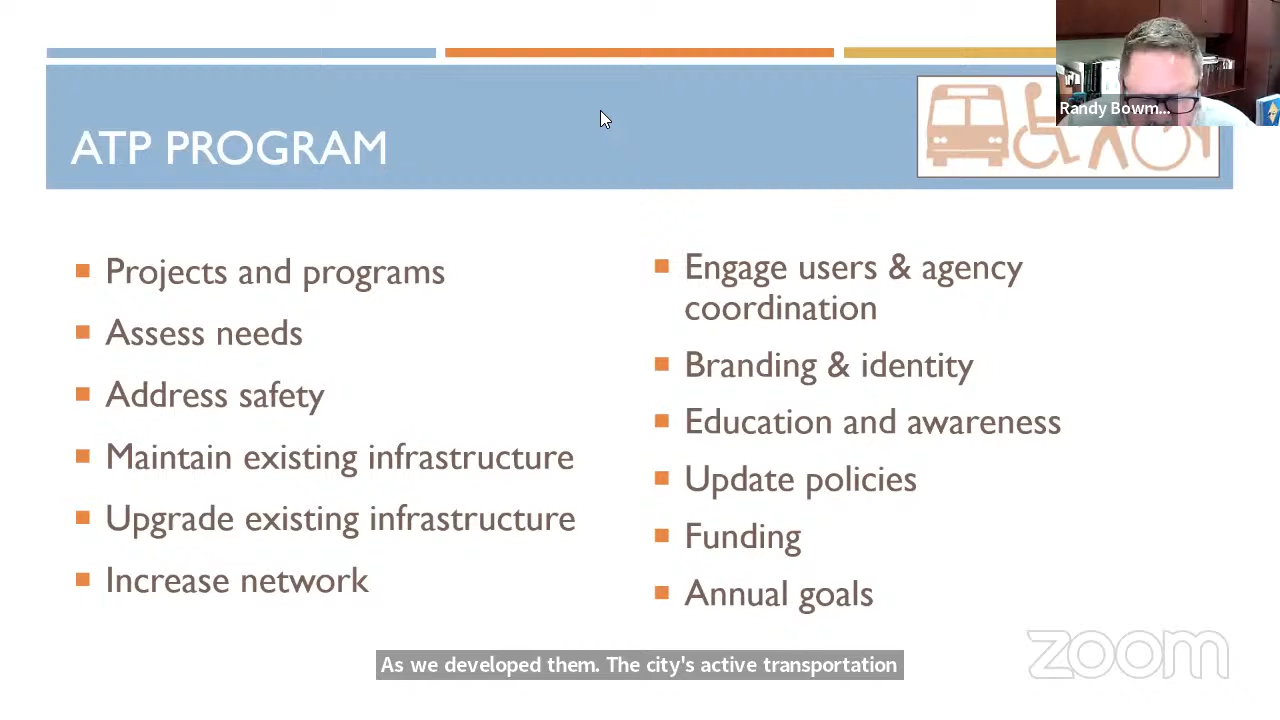 Randy Bowm...
ATP PROGRAM
Projects and programs
Assess needs
Address safety
Maintain existing infrastructure
Upgrade existing infrastructure
Increase network
Engage users & agency
coordination
Branding & identity
Education and awareness
Update policies
Funding
Annual goals
As we developed them. The city's active transportation
zoom